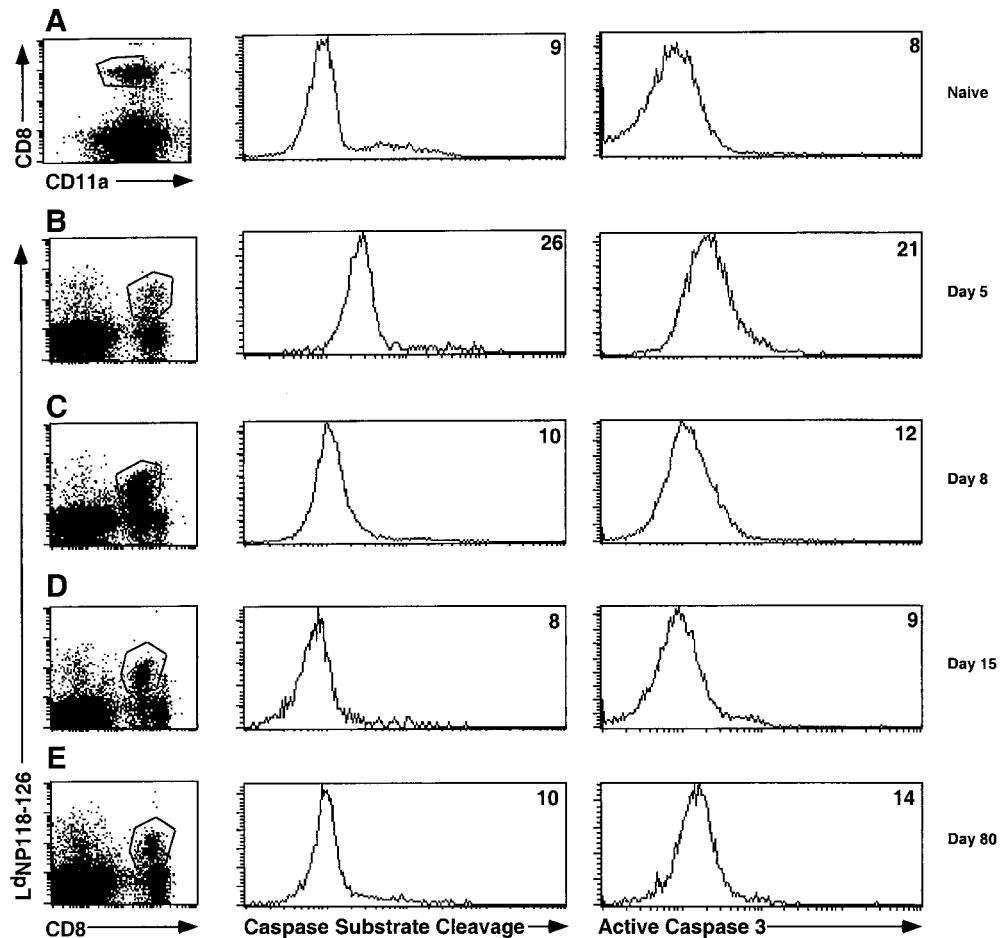 A
CD8
CD11a
9
8
Naive
B
26
21
Day 5
C
10
12
Day 8
D
8
9
Day 15
E
10
14
Day 80
LdNP118-126
CD8
Caspase Substrate Cleavage
Active Caspase 3